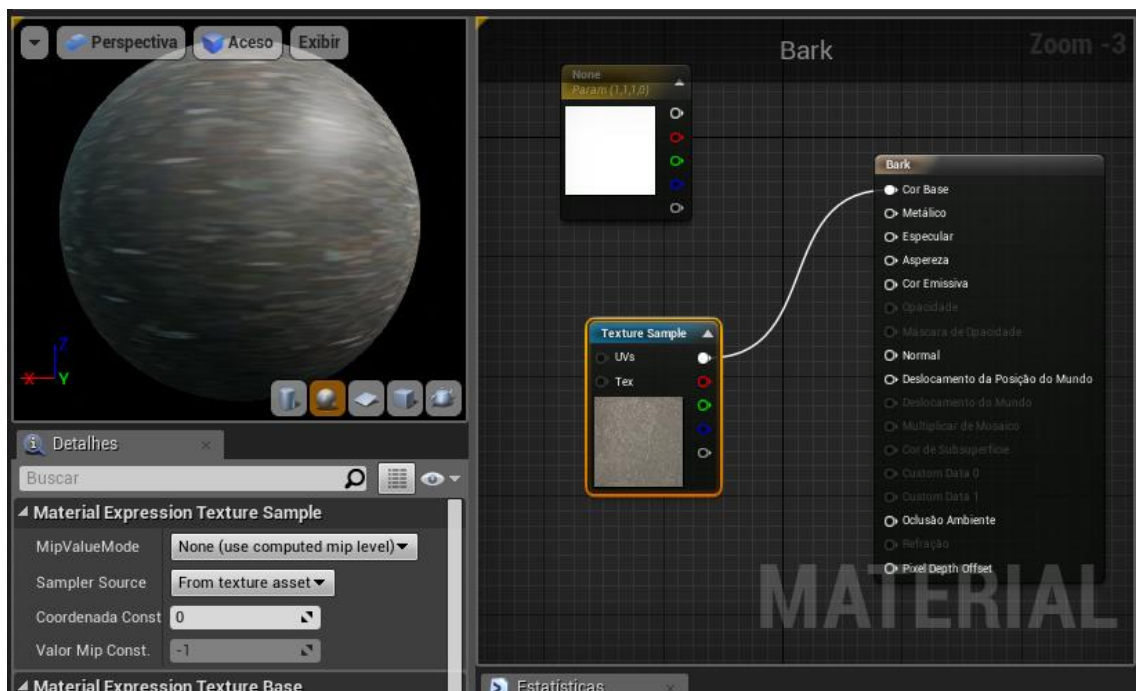 Perspectiva
Aceso
Exibir
Z
X
Y
Detalhes
Buscar
Material Expression Texture Sample
MipValueMode
None (use computed mip level)
Sampler Source
From texture asset
Coordenada Const
0
Valor Mip Const.
-1
Material Expression Texture Base
Bark
Zoom -3
None
Param (1,1,1,0)
Texture Sample
UVs
Tex
Bark
Cor Base
Metálico
Especular
Aspereza
Cor Emissiva
Opacidade
Máscara de Opacidade
Normal
Deslocamento da Posição do Mundo
Deslocamento do Mundo
Multiplicar de Mosaico
Cor de Subsuperfície
Custom Data 0
Custom Data 1
Oclusão Ambiente
Refração
Pixel Depth Offset
MATERIAL
Estatísticas